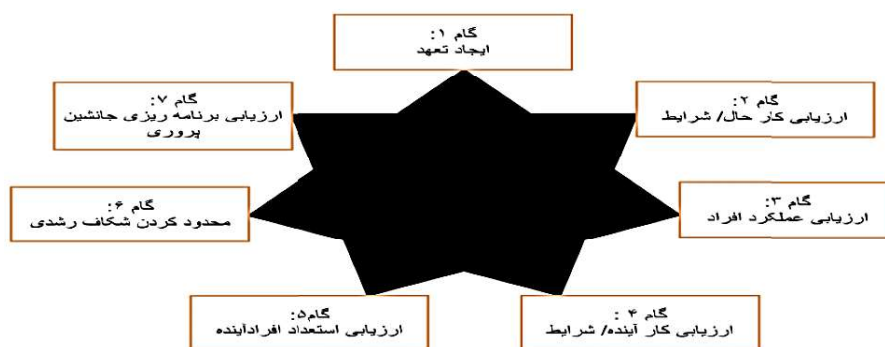 گام ۱:
ایجاد تعهد
گام ۲:
ارزیابی کار حال/ شرایط
گام ۳:
ارزیابی عملکرد افراد
گام ۴ :
ارزیابی کار آینده/ شرایط
گام۵:
ارزیابی استعداد افرادآینده
گام ۶:
محدود کردن شکاف رشدی
گام ۷:
ارزیابی برنامه ریزی جانشین
پروری